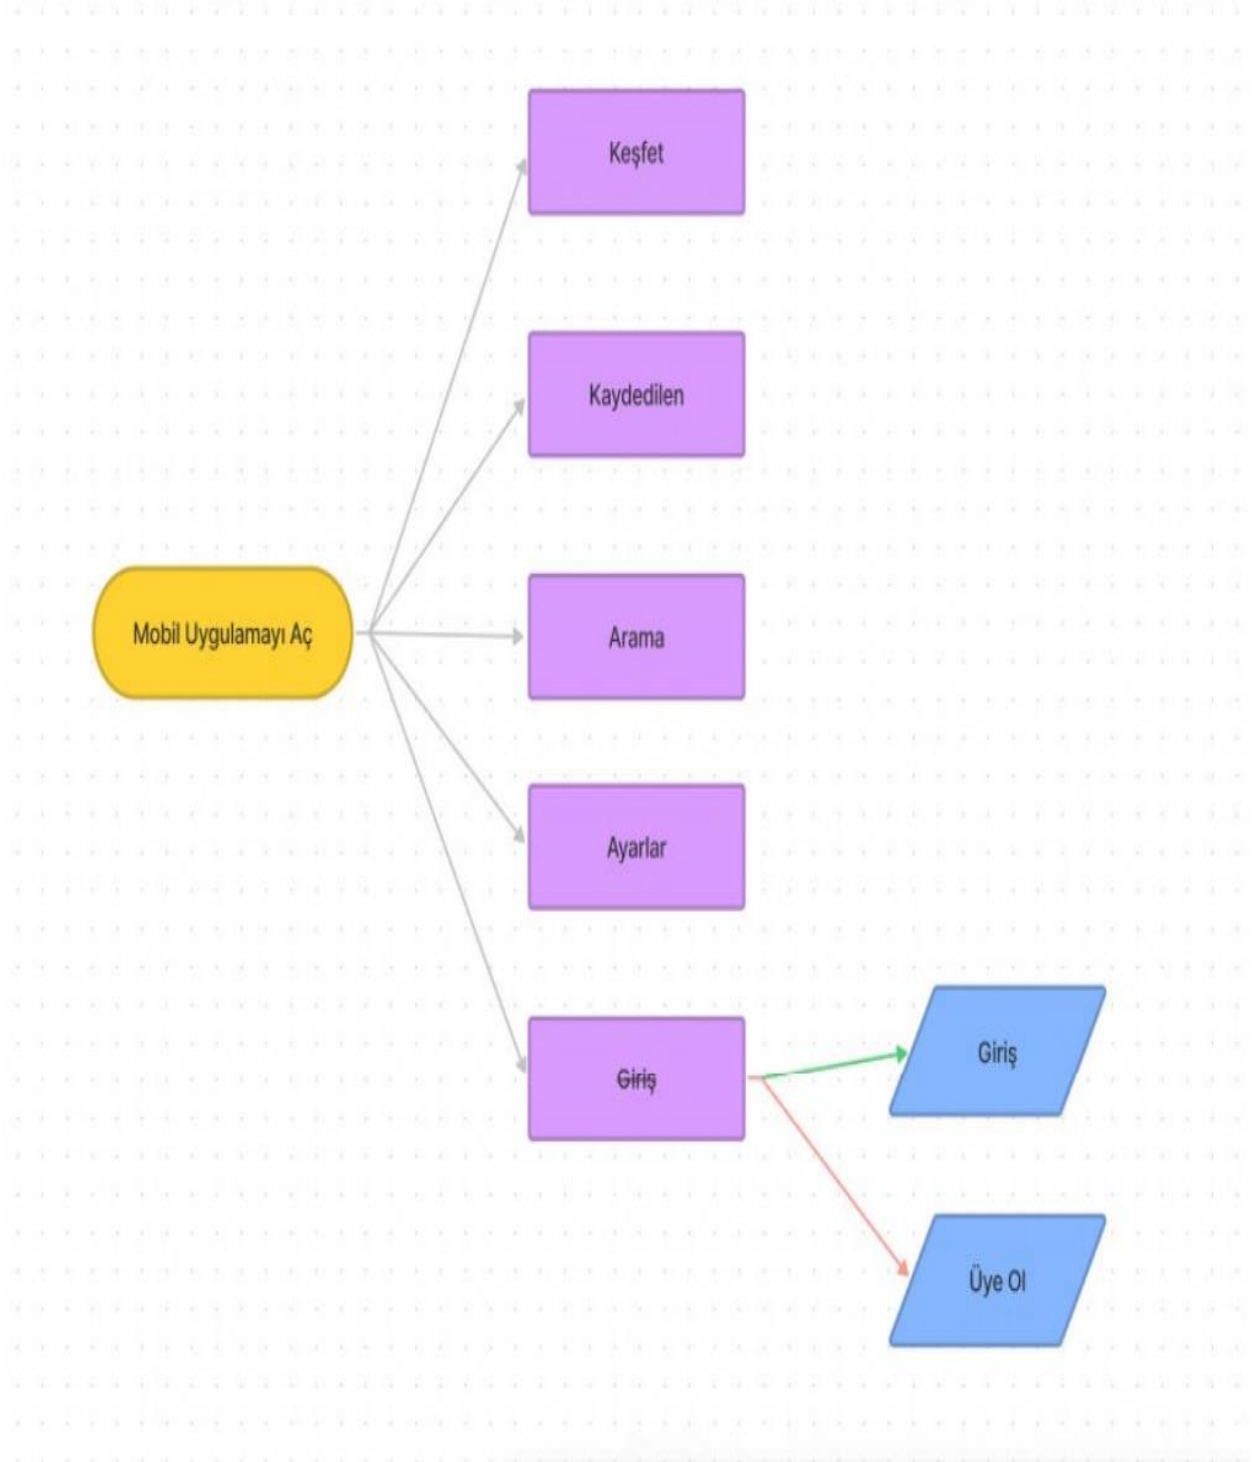 Keşfet
Kaydedilen
Mobil Uygulamayı Aç
Arama
Ayarlar
Giriş
Giriş
Üye Ol